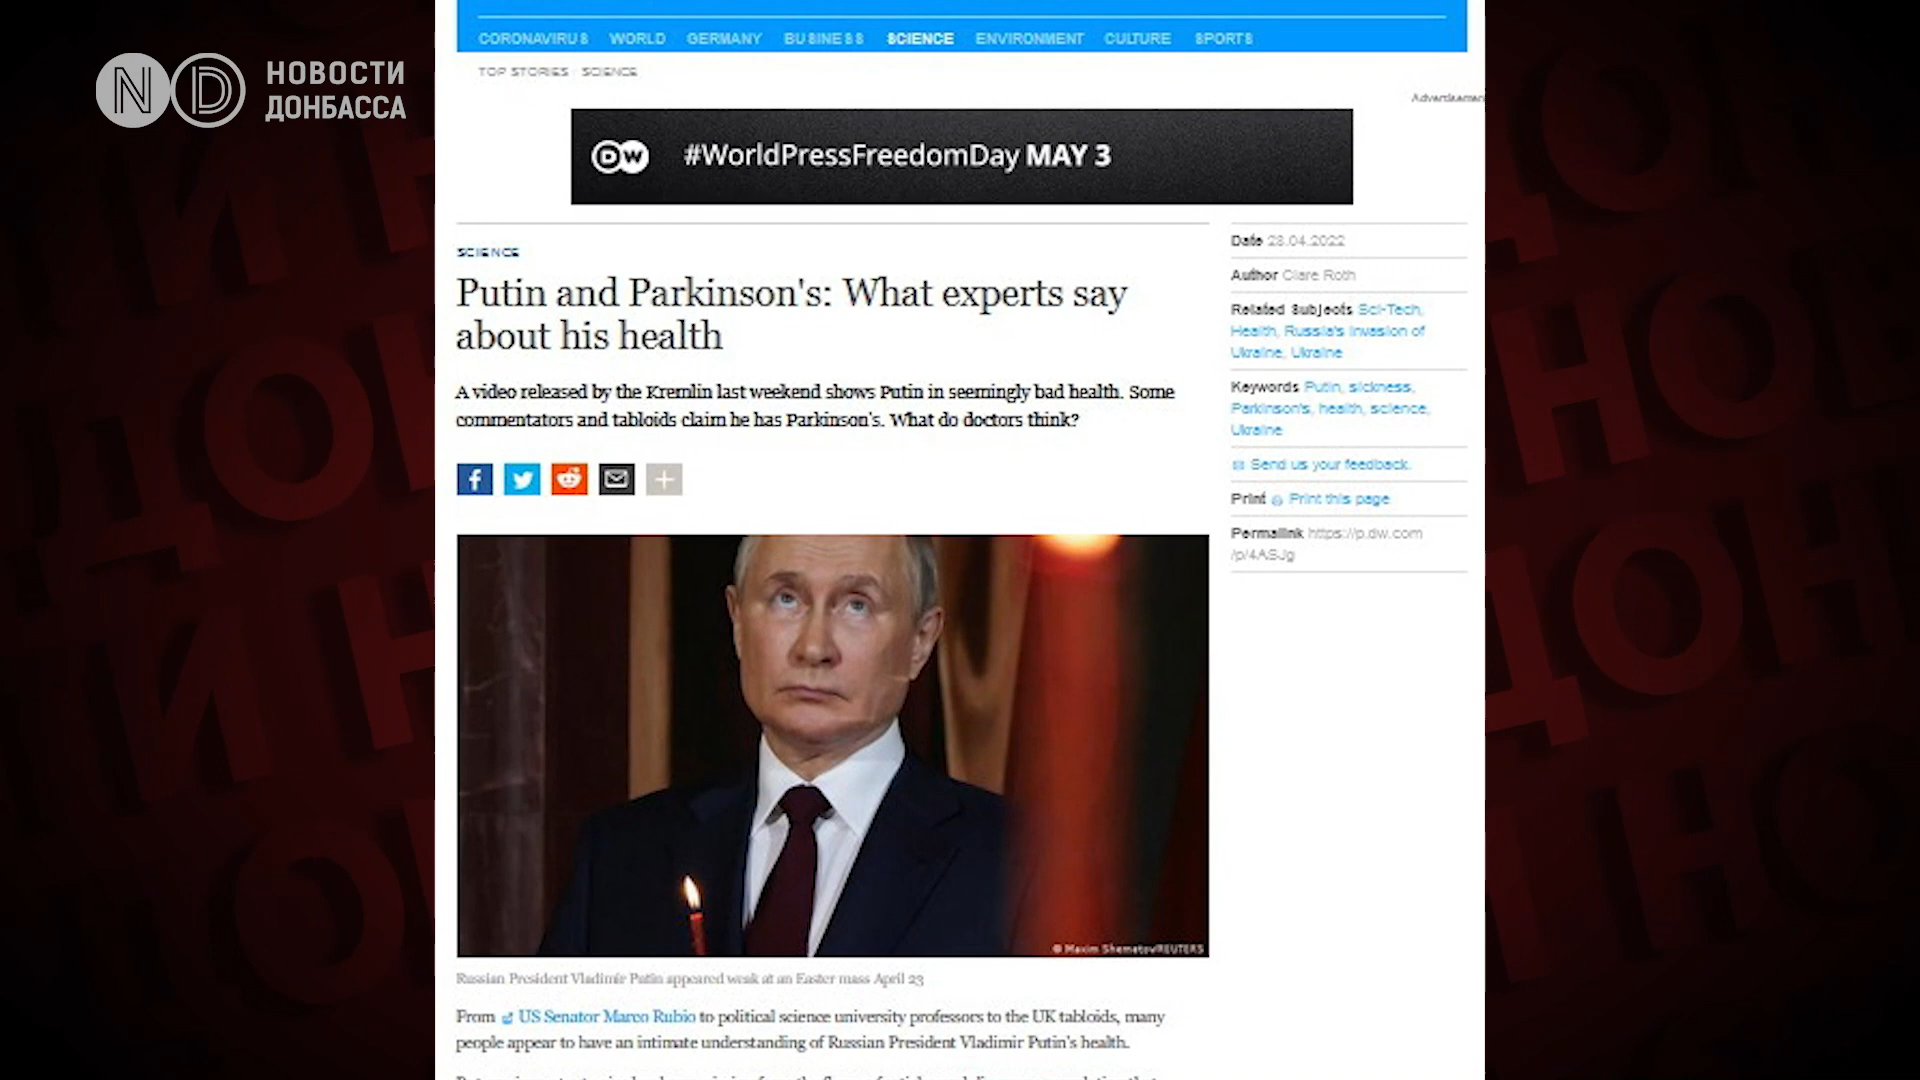 ND НОВОСТИ
ДОНБАССА
CORONAVIRUS WORLD GERMANY BUSINESS SCIENCE ENVIRONMENT CULTURE SPORTS
TOP STORIES / SCIENCE
DW #WorldPressFreedomDay MAY 3
SCIENCE
Putin and Parkinson's: What experts say
about his health
A video released by the Kremlin last weekend shows Putin in seemingly bad health. Some
commentators and tabloids claim he has Parkinson's. What do doctors think?
© Maxim Shemetov/REUTERS
Russian President Vladimir Putin appeared weak at an Easter mass April 23
From US Senator Marco Rubio to political science university professors to the UK tabloids, many
people appear to have an intimate understanding of Russian President Vladimir Putin's health.
Date 28.04.2022
Author Clare Roth
Related Subjects Sci-Tech,
Health, Russia's invasion of
Ukraine, Ukraine
Keywords Putin, sickness,
Parkinson's, health, science,
Ukraine
Send us your feedback.
Print Print this page
Permalink https://p.dw.com
/p/4ASJg